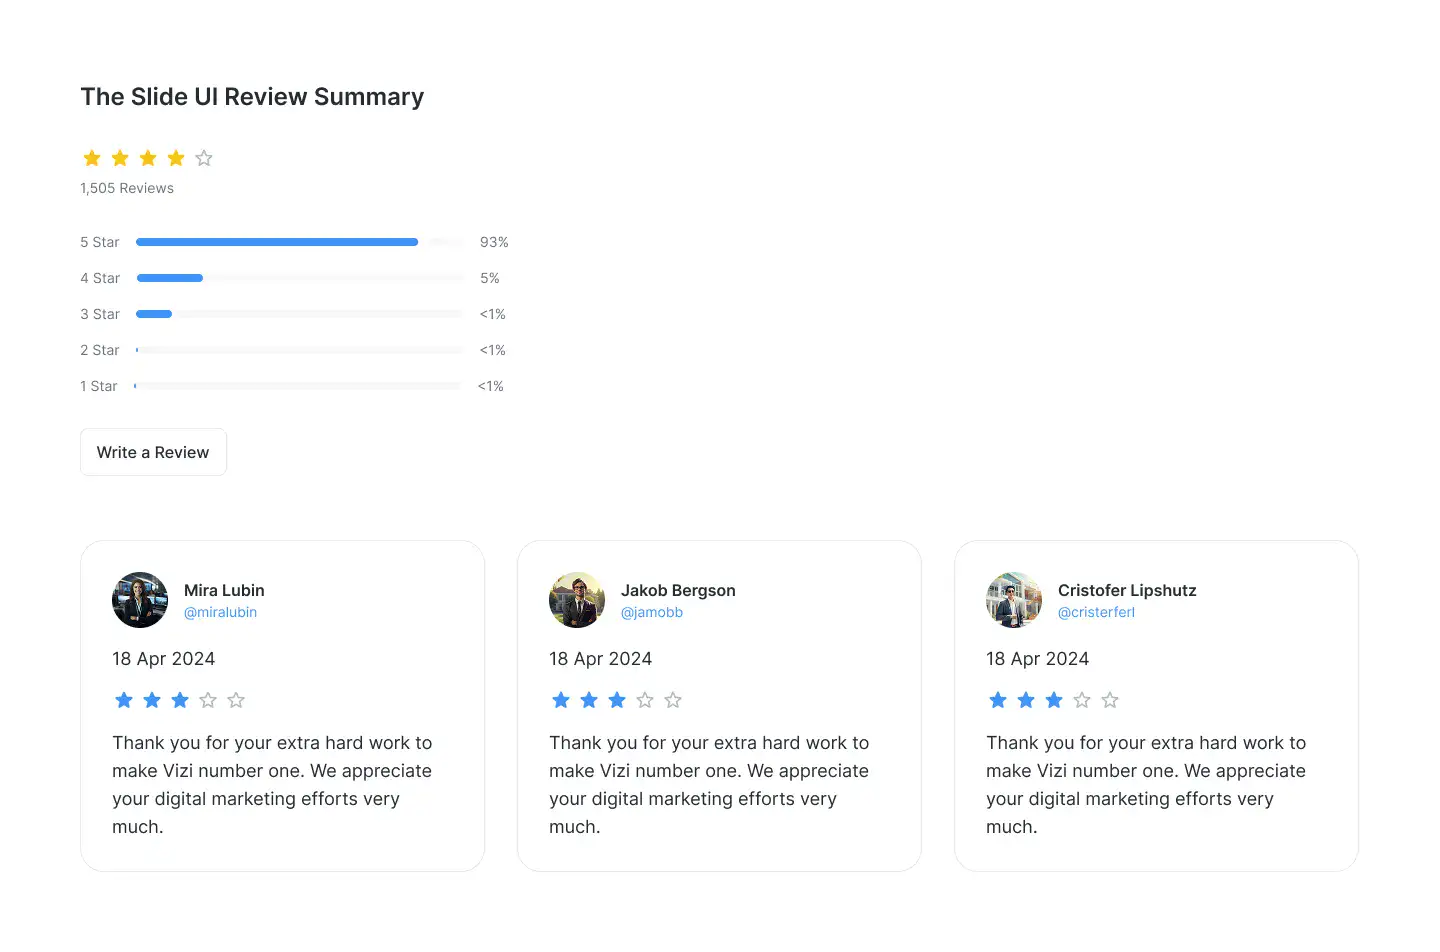 The Slide UI Review Summary
1,505 Reviews
5 Star 93%
4 Star 5%
3 Star <1%
2 Star <1%
1 Star <1%
Write a Review
Mira Lubin
@miralubin
18 Apr 2024
Thank you for your extra hard work to
make Vizi number one. We appreciate
your digital marketing efforts very
much.
Jakob Bergson
@jamobb
18 Apr 2024
Thank you for your extra hard work to
make Vizi number one. We appreciate
your digital marketing efforts very
much.
Cristofer Lipshutz
@cristerferl
18 Apr 2024
Thank you for your extra hard work to
make Vizi number one. We appreciate
your digital marketing efforts very
much.